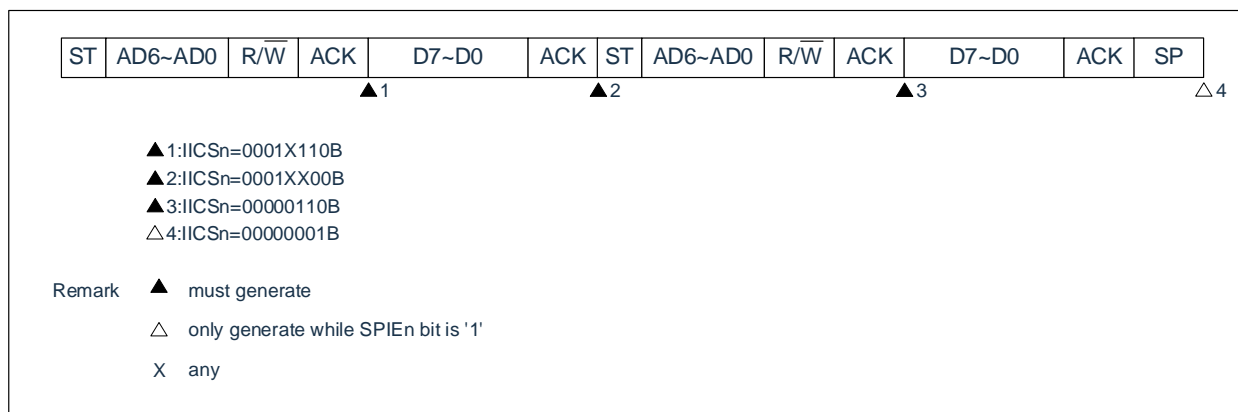 ST AD6~AD0 R/W̅ ACK D7~D0 ACK ST AD6~AD0 R/W̅ ACK D7~D0 ACK SP
▲1 ▲2 ▲3 △4
▲1:IICSn=0001X110B
▲2:IICSn=0001XX00B
▲3:IICSn=00000110B
△4:IICSn=00000001B
Remark ▲ must generate
△ only generate while SPIEn bit is '1'
X any